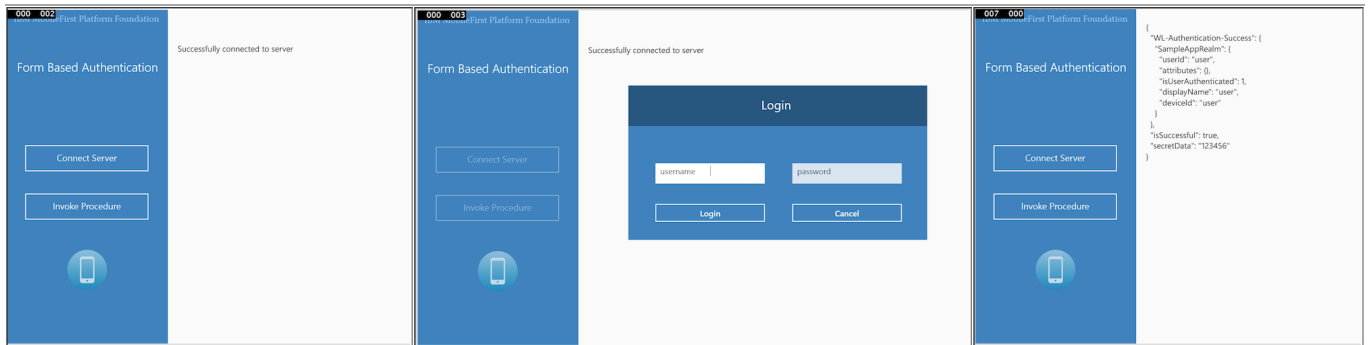 000 002
IBM MobileFirst Platform Foundation
Form Based Authentication
Connect Server
Invoke Procedure
Successfully connected to server
000 003
IBM MobileFirst Platform Foundation
Form Based Authentication
Connect Server
Invoke Procedure
Successfully connected to server
Login
username
password
Login
Cancel
007 000
IBM MobileFirst Platform Foundation
Form Based Authentication
Connect Server
Invoke Procedure
{
"WL-Authentication-Success": {
"SampleAppRealm": {
"userId": "user",
"attributes": {},
"isUserAuthenticated": 1,
"displayName": "user",
"deviceId": "user"
}
},
"isSuccessful": true,
"secretData": "123456"
}